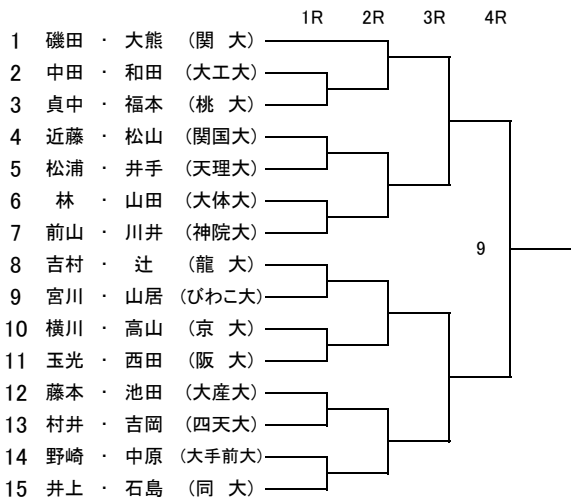 1R 2R 3R 4R
1 磯田 ・ 大熊 (関 大)
2 中田 ・ 和田 (大工大)
3 貞中 ・ 福本 (桃 大)
4 近藤 ・ 松山 (関国大)
5 松浦 ・ 井手 (天理大)
6 林 ・ 山田 (大体大)
7 前山 ・ 川井 (神院大)
9
8 吉村 ・ 辻 (龍 大)
9 宮川 ・ 山居 (びわこ大)
10 横川 ・ 高山 (京 大)
11 玉光 ・ 西田 (阪 大)
12 藤本 ・ 池田 (大産大)
13 村井 ・ 吉岡 (四天大)
14 野崎 ・ 中原 (大手前大)
15 井上 ・ 石島 (同 大)